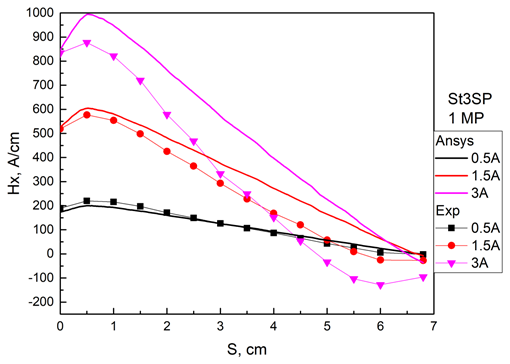 1000
900
800
700
600
500
400
300
200
100
0
-100
-200
Hx, A/cm
0 1 2 3 4 5 6 7
S, cm
St3SP
1 MP
Ansys
0.5A
1.5A
3A
Exp
0.5A
1.5A
3A